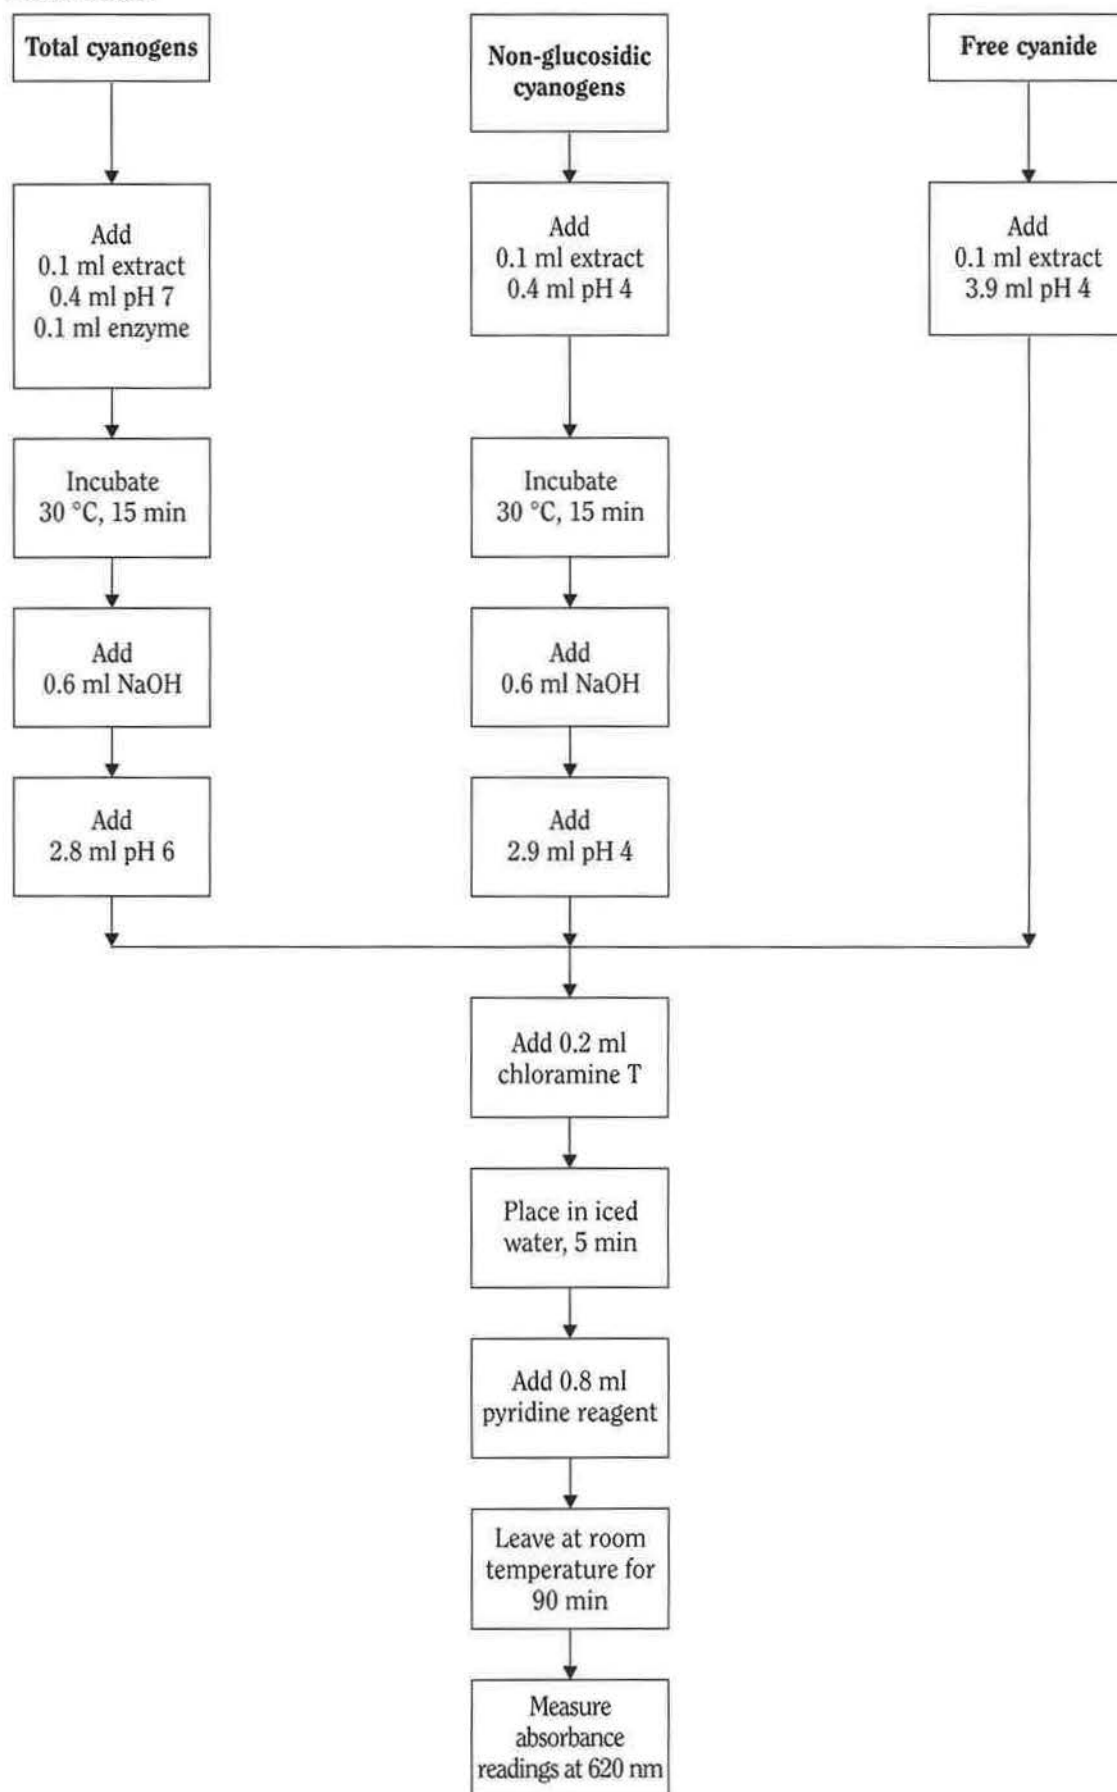 Total cyanogens
Non-glucosidic
cyanogens
Free cyanide
Add
0.1 ml extract
0.4 ml pH 7
0.1 ml enzyme
Add
0.1 ml extract
0.4 ml pH 4
Add
0.1 ml extract
3.9 ml pH 4
Incubate
30 °C, 15 min
Incubate
30 °C, 15 min
Add
0.6 ml NaOH
Add
0.6 ml NaOH
Add
2.8 ml pH 6
Add
2.9 ml pH 4
Add 0.2 ml
chloramine T
Place in iced
water, 5 min
Add 0.8 ml
pyridine reagent
Leave at room
temperature for
90 min
Measure
absorbance
readings at 620 nm